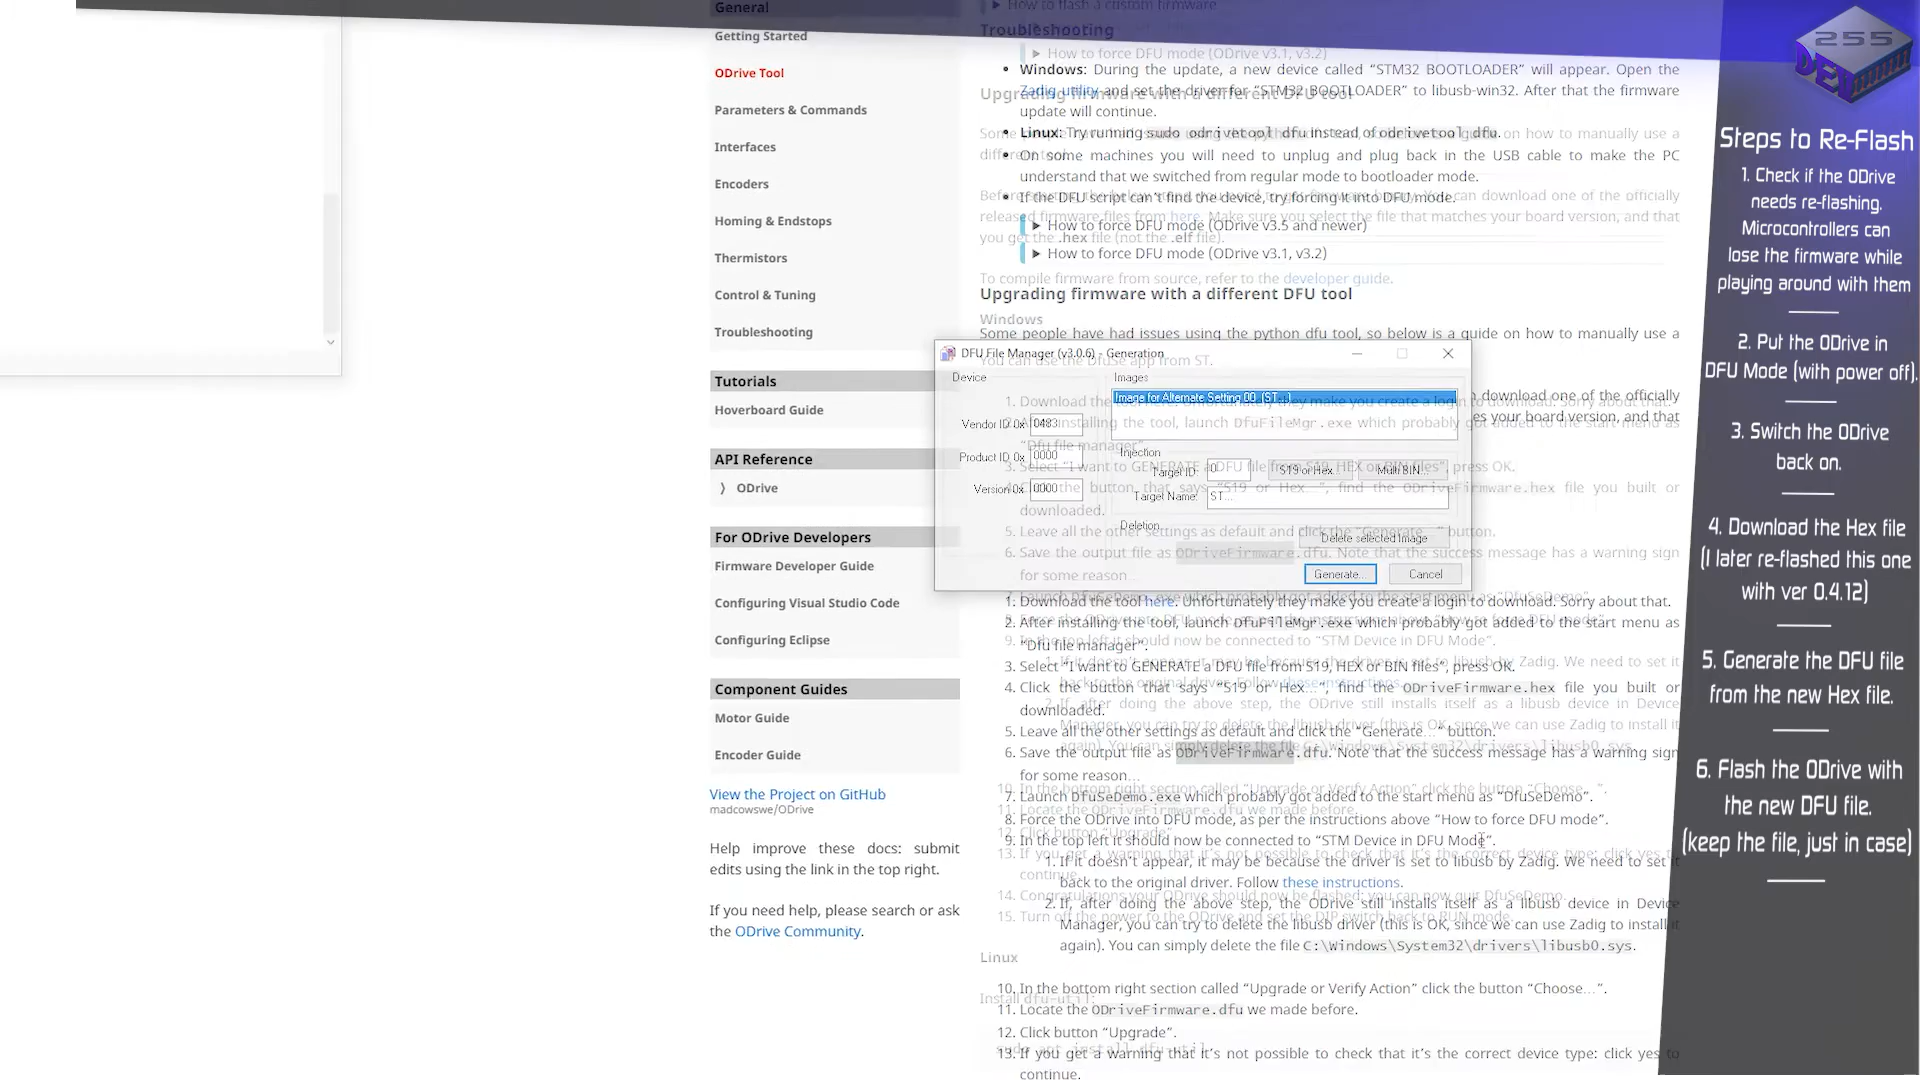 General
Getting Started
ODrive Tool
Parameters & Commands
Interfaces
Encoders
Homing & Endstops
Thermistors
Control & Tuning
Troubleshooting
Tutorials
Hoverboard Guide
API Reference
ODrive
For ODrive Developers
Firmware Developer Guide
Configuring Visual Studio Code
Configuring Eclipse
Component Guides
Motor Guide
Encoder Guide
View the Project on GitHub
madcowswe/ODrive
Help improve these docs: submit
edits using the link in the top right.
If you need help, please search or ask
the ODrive Community.
How to flash a custom firmware
Troubleshooting
How to force DFU mode (ODrive v3.1, v3.2)
• Windows: During the update, a new device called “STM32 BOOTLOADER” will appear. Open the
Zadig utility and set the driver for “STM32 BOOTLOADER” to libusb-win32. After that the firmware
update will continue.
• Linux: Try running sudo odrivetool dfu instead of odrivetool dfu.
• On some machines you will need to unplug and plug back in the USB cable to make the PC
understand that we switched from regular mode to bootloader mode.
• If the DFU script can’t find the device, try forcing it into DFU mode.
How to force DFU mode (ODrive v3.5 and newer)
How to force DFU mode (ODrive v3.1, v3.2)
To compile firmware from source, refer to the developer guide.
Upgrading firmware with a different DFU tool
Windows
Some people have had issues using the python dfu tool, so below is a guide on how to manually use a
DFU File Manager (v3.0.6) - Generation
Device
Vendor ID 0x 0483
Product ID 0x 0000
Version 0x 0000
Images
Image for Alternate Setting 00 (ST...)
Injection
Target ID: 0
S19 or Hex...
Multi BIN...
Target Name: ST...
Deletion
Delete selected Image
Generate...
Cancel
download one of the officially
es your board version, and that
1. Download the tool here. Unfortunately they make you create a login to download. Sorry about that.
2. After installing the tool, launch DfuFileMgr.exe which probably got added to the start menu as
“Dfu file manager”.
3. Select “I want to GENERATE a DFU file from S19, HEX or BIN files”, press OK.
4. Click the button that says “S19 or Hex...”, find the ODriveFirmware.hex file you built or
downloaded.
5. Leave all the other settings as default and click the “Generate...” button.
6. Save the output file as ODriveFirmware.dfu. Note that the success message has a warning sign
for some reason...
7. Launch DfuSeDemo.exe which probably got added to the start menu as “DfuSeDemo”.
8. Force the ODrive into DFU mode, as per the instructions above “How to force DFU mode”.
9. In the top left it should now be connected to “STM Device in DFU Mode”.
1. If it doesn’t appear, it may be because the driver is set to libusb by Zadig. We need to set it
back to the original driver. Follow these instructions.
2. If, after doing the above step, the ODrive still installs itself as a libusb device in Device
Manager, you can try to delete the libusb driver (this is OK, since we can use Zadig to install it
again). You can simply delete the file C:\Windows\System32\drivers\libusb0.sys.
Linux
10. In the bottom right section called “Upgrade or Verify Action” click the button “Choose...”.
Install dfu-util:
11. Locate the ODriveFirmware.dfu we made before.
12. Click button “Upgrade”.
13. If you get a warning that it’s not possible to check that it’s the correct device type: click yes to
continue.
255
DEV
Steps to Re-Flash
1. Check if the ODrive
needs re-flashing.
Microcontrollers can
lose the firmware while
playing around with them
2. Put the ODrive in
DFU Mode (with power off).
3. Switch the ODrive
back on.
4. Download the Hex file
(I later re-flashed this one
with ver 0.4.12)
5. Generate the DFU file
from the new Hex file.
6. Flash the ODrive with
the new DFU file.
(keep the file, just in case)